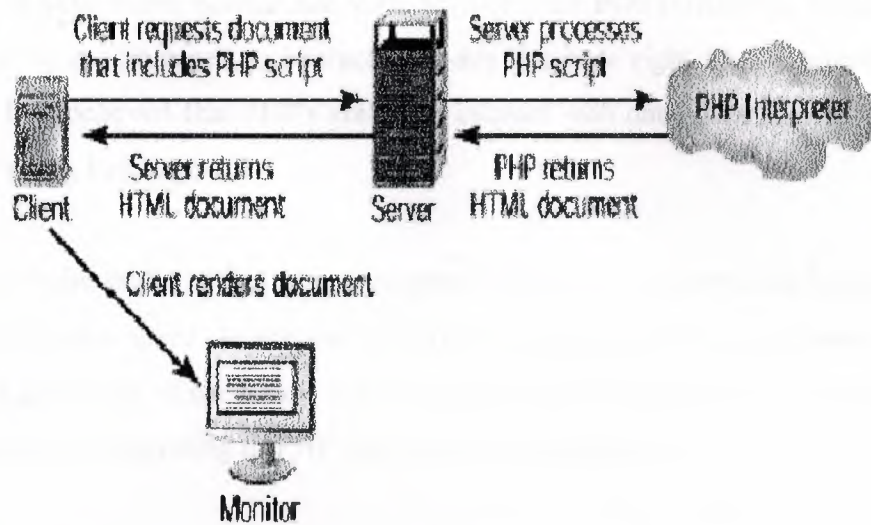 Client requests document
that includes PHP script
Server processes
PHP script
PHP Interpreter
Server returns
HTML document
PHP returns
HTML document
Client
Server
Client renders document
Monitor